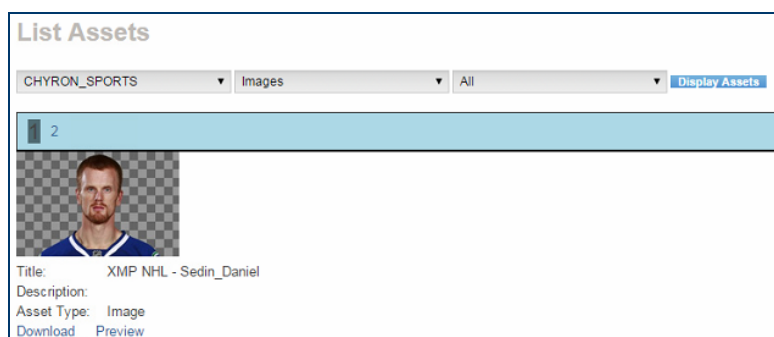 List Assets
CHYRON_SPORTS Images All Display Assets
1 2
Title: XMP NHL - Sedin_Daniel
Description:
Asset Type: Image
Download Preview